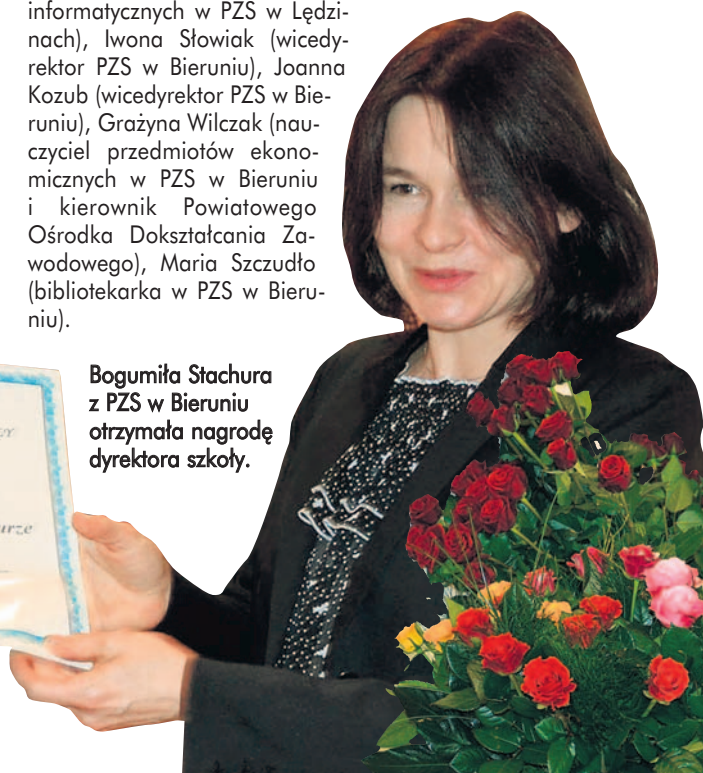 informatycznych w PZS w Lędzi-
nach), Iwona Słowiak (wicedy-
rektor PZS w Bieruniu), Joanna
Kozub (wicedyrektor PZS w Bie-
runiu), Grażyna Wilczak (nau-
czyciel przedmiotów ekono-
micznych w PZS w Bieruniu
i kierownik Powiatowego
Ośrodka Dokształcania Za-
wodowego), Maria Szczudło
(bibliotekarka w PZS w Bieru-
niu).
Bogumiła Stachura
z PZS w Bieruniu
otrzymała nagrodę
dyrektora szkoły.